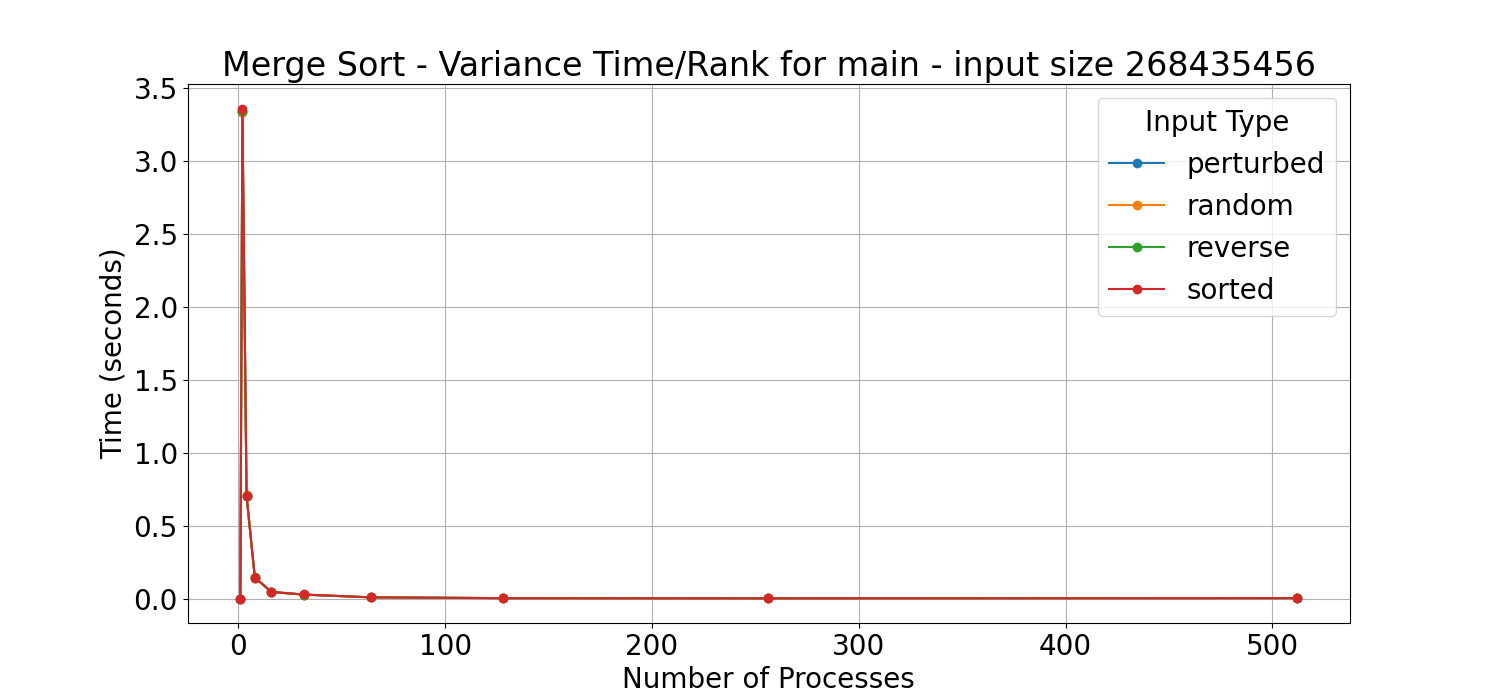 Merge Sort - Variance Time/Rank for main - input size 268435456
3.5
3.0
2.5
2.0
1.5
1.0
0.5
0.0
Time (seconds)
Input Type
perturbed
random
reverse
sorted
0 100 200 300 400 500
Number of Processes